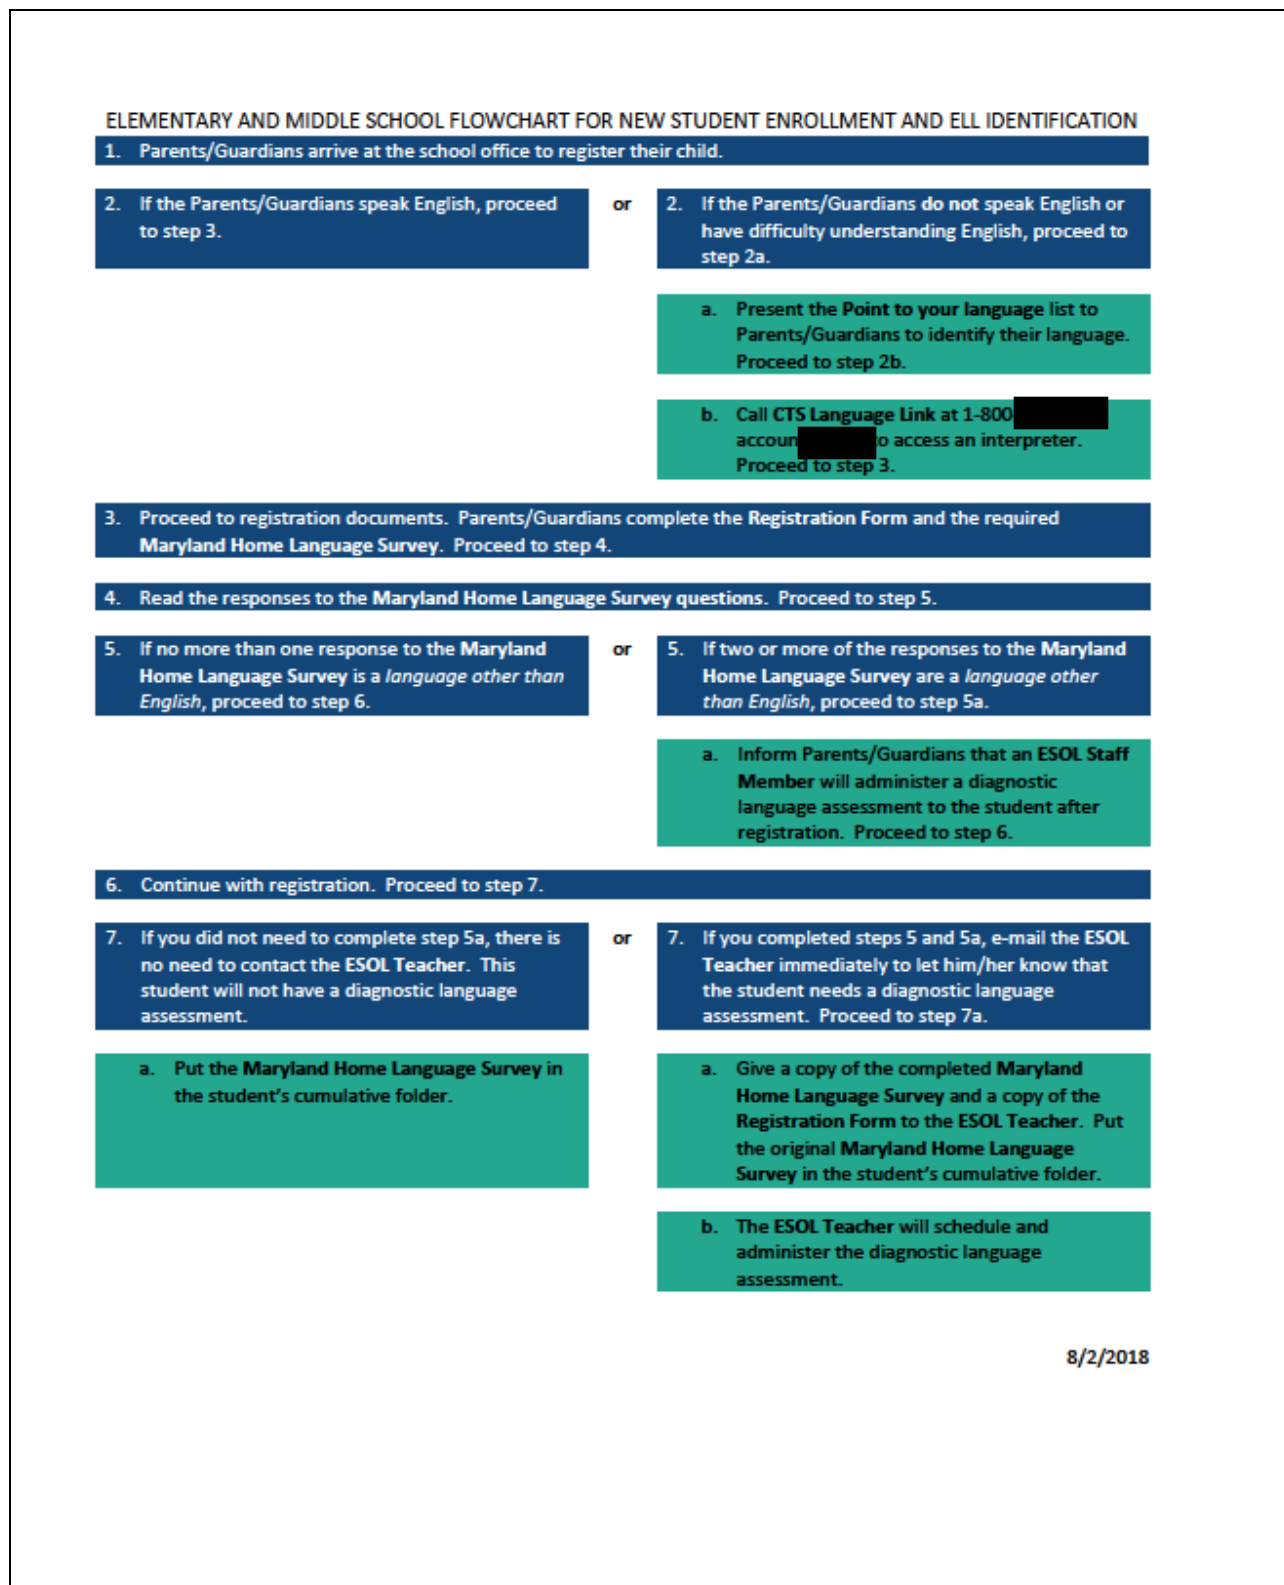 ELEMENTARY AND MIDDLE SCHOOL FLOWCHART FOR NEW STUDENT ENROLLMENT AND ELL IDENTIFICATION
1. Parents/Guardians arrive at the school office to register their child.
2. If the Parents/Guardians speak English, proceed
to step 3.
or
2. If the Parents/Guardians do not speak English or
have difficulty understanding English, proceed to
step 2a.
a. Present the Point to your language list to
Parents/Guardians to identify their language.
Proceed to step 2b.
b. Call CTS Language Link at 1-800
accoun to access an interpreter.
Proceed to step 3.
3. Proceed to registration documents. Parents/Guardians complete the Registration Form and the required
Maryland Home Language Survey. Proceed to step 4.
4. Read the responses to the Maryland Home Language Survey questions. Proceed to step 5.
5. If no more than one response to the Maryland
Home Language Survey is a language other than
English, proceed to step 6.
or
5. If two or more of the responses to the Maryland
Home Language Survey are a language other
than English, proceed to step 5a.
a. Inform Parents/Guardians that an ESOL Staff
Member will administer a diagnostic
language assessment to the student after
registration. Proceed to step 6.
6. Continue with registration. Proceed to step 7.
7. If you did not need to complete step 5a, there is
no need to contact the ESOL Teacher. This
student will not have a diagnostic language
assessment.
a. Put the Maryland Home Language Survey in
the student's cumulative folder.
or
7. If you completed steps 5 and 5a, e-mail the ESOL
Teacher immediately to let him/her know that
the student needs a diagnostic language
assessment. Proceed to step 7a.
a. Give a copy of the completed Maryland
Home Language Survey and a copy of the
Registration Form to the ESOL Teacher. Put
the original Maryland Home Language
Survey in the student's cumulative folder.
b. The ESOL Teacher will schedule and
administer the diagnostic language
assessment.
8/2/2018